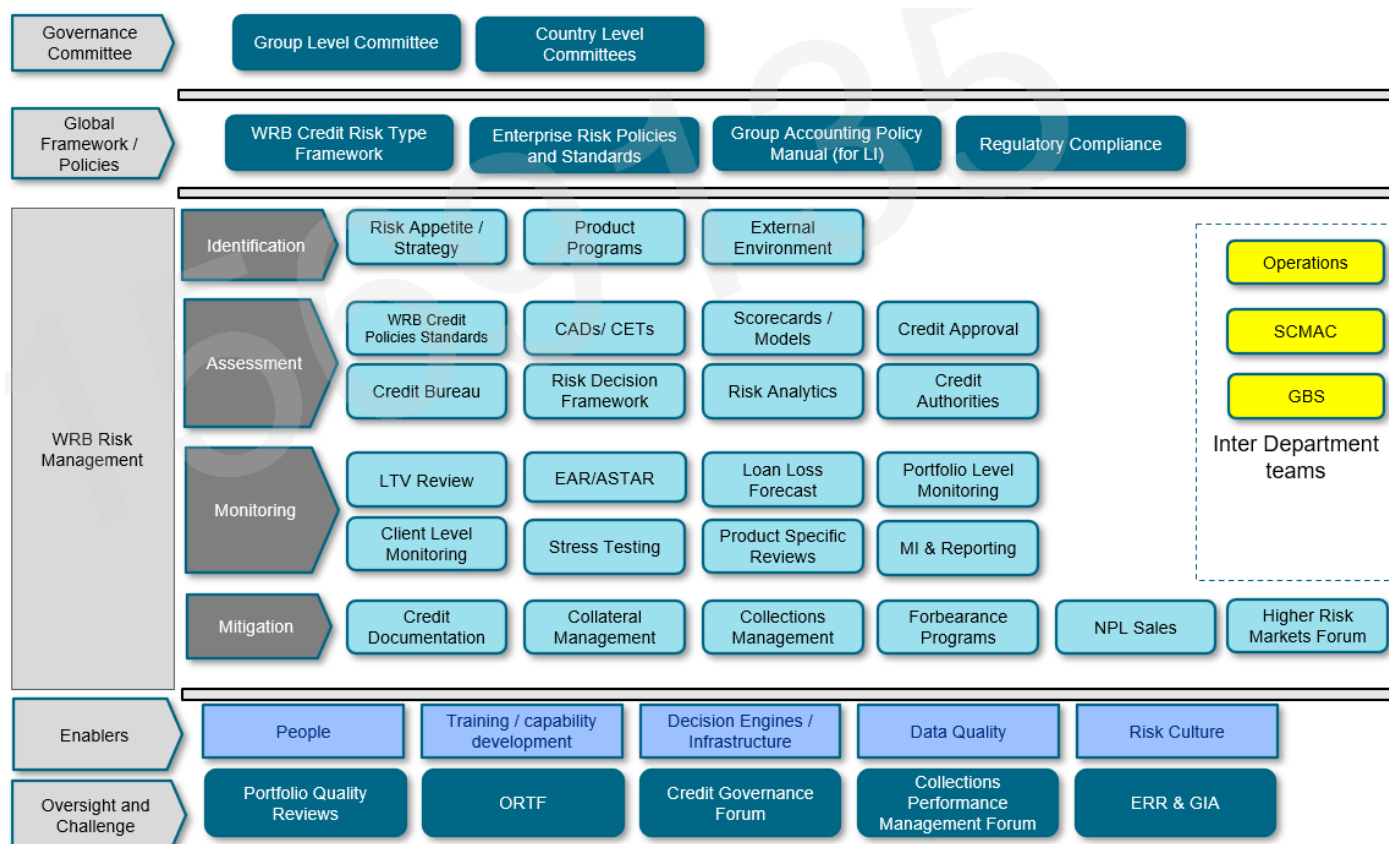 Governance
Committee
Group Level Committee
Country Level
Committees
Global
Framework /
Policies
WRB Credit Risk Type
Framework
Enterprise Risk Policies
and Standards
Group Accounting Policy
Manual (for LI)
Regulatory Compliance
WRB Risk
Management
Identification
Risk Appetite /
Strategy
Product
Programs
External
Environment
Assessment
WRB Credit
Policies Standards
CADs/ CETs
Scorecards /
Models
Credit Approval
Credit Bureau
Risk Decision
Framework
Risk Analytics
Credit
Authorities
Monitoring
LTV Review
EAR/ASTAR
Loan Loss
Forecast
Portfolio Level
Monitoring
Client Level
Monitoring
Stress Testing
Product Specific
Reviews
MI & Reporting
Mitigation
Credit
Documentation
Collateral
Management
Collections
Management
Forbearance
Programs
NPL Sales
Higher Risk
Markets Forum
Operations
SCMAC
GBS
Inter Department
teams
Enablers
People
Training / capability
development
Decision Engines /
Infrastructure
Data Quality
Risk Culture
Oversight and
Challenge
Portfolio Quality
Reviews
ORTF
Credit Governance
Forum
Collections
Performance
Management Forum
ERR & GIA
1569135